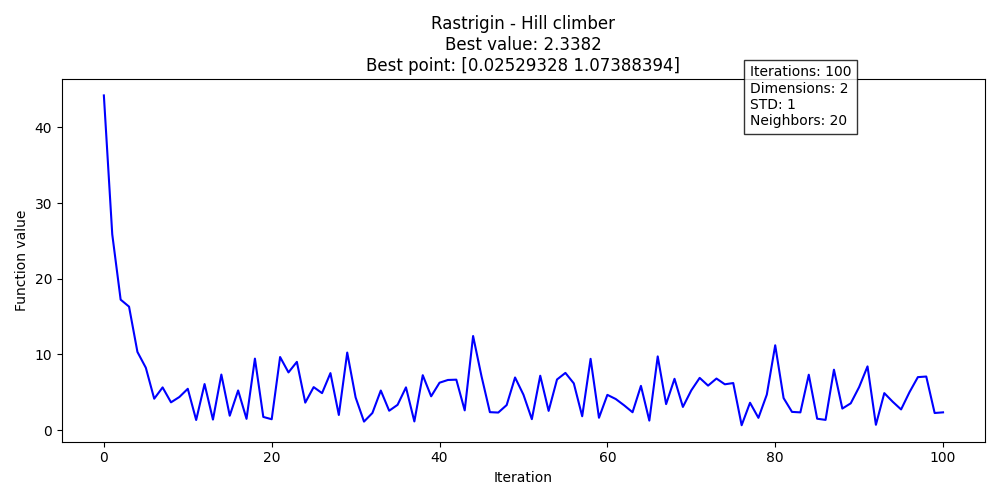 Rastrigin - Hill climber
Best value: 2.3382
Best point: [0.02529328 1.07388394]
Iterations: 100
Dimensions: 2
STD: 1
Neighbors: 20
Function value
40
30
20
10
0
0 20 40 60 80 100
Iteration